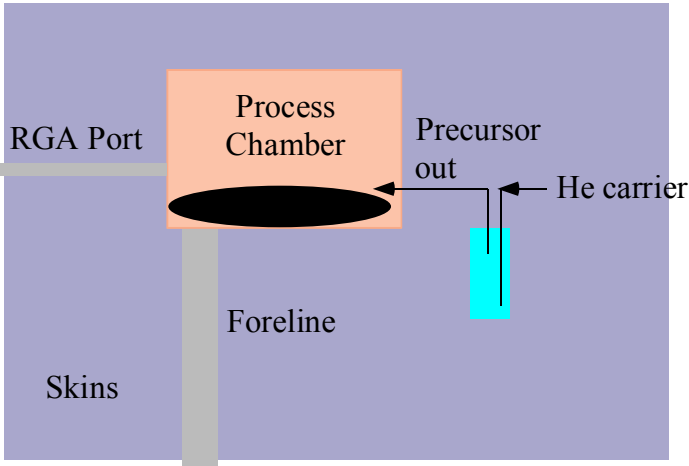 Process
Chamber
RGA Port
Precursor
out
He carrier
Foreline
Skins